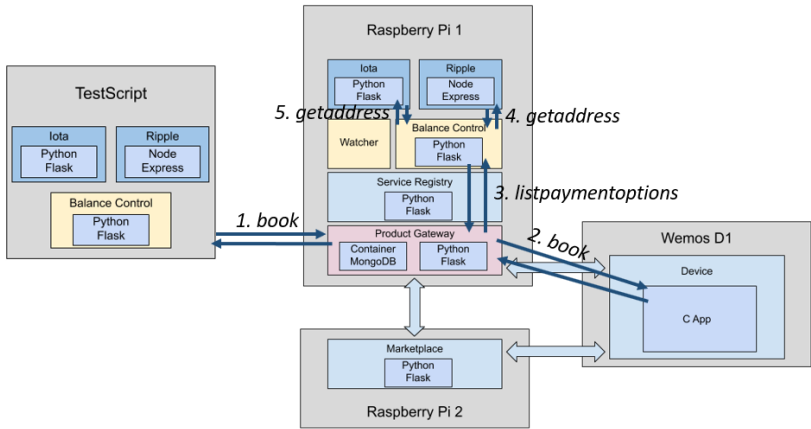 Raspberry Pi 1
Iota
Python
Flask
Ripple
Node
Express
5. getaddress
4. getaddress
Watcher
Balance Control
Python
Flask
Service Registry
Python
Flask
3. listpaymentoptions
Product Gateway
Container
MongoDB
Python
Flask
TestScript
Iota
Python
Flask
Ripple
Node
Express
Balance Control
Python
Flask
1. book
2. book
Wemos D1
Device
C App
Marketplace
Python
Flask
Raspberry Pi 2